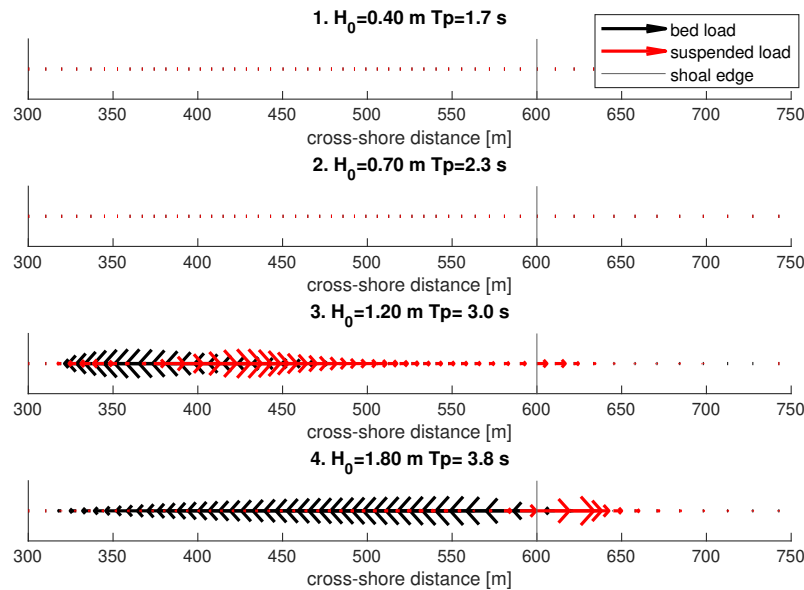 1. H0=0.40 m Tp=1.7 s
bed load
suspended load
shoal edge
300 350 400 450 500 550 600 650 700 750
cross-shore distance [m]
2. H0=0.70 m Tp=2.3 s
300 350 400 450 500 550 600 650 700 750
cross-shore distance [m]
3. H0=1.20 m Tp= 3.0 s
300 350 400 450 500 550 600 650 700 750
cross-shore distance [m]
4. H0=1.80 m Tp= 3.8 s
300 350 400 450 500 550 600 650 700 750
cross-shore distance [m]